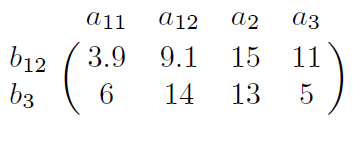 a11 a12 a2 a3
b12 ( 3.9 9.1 15 11 )
b3 ( 6 14 13 5 )